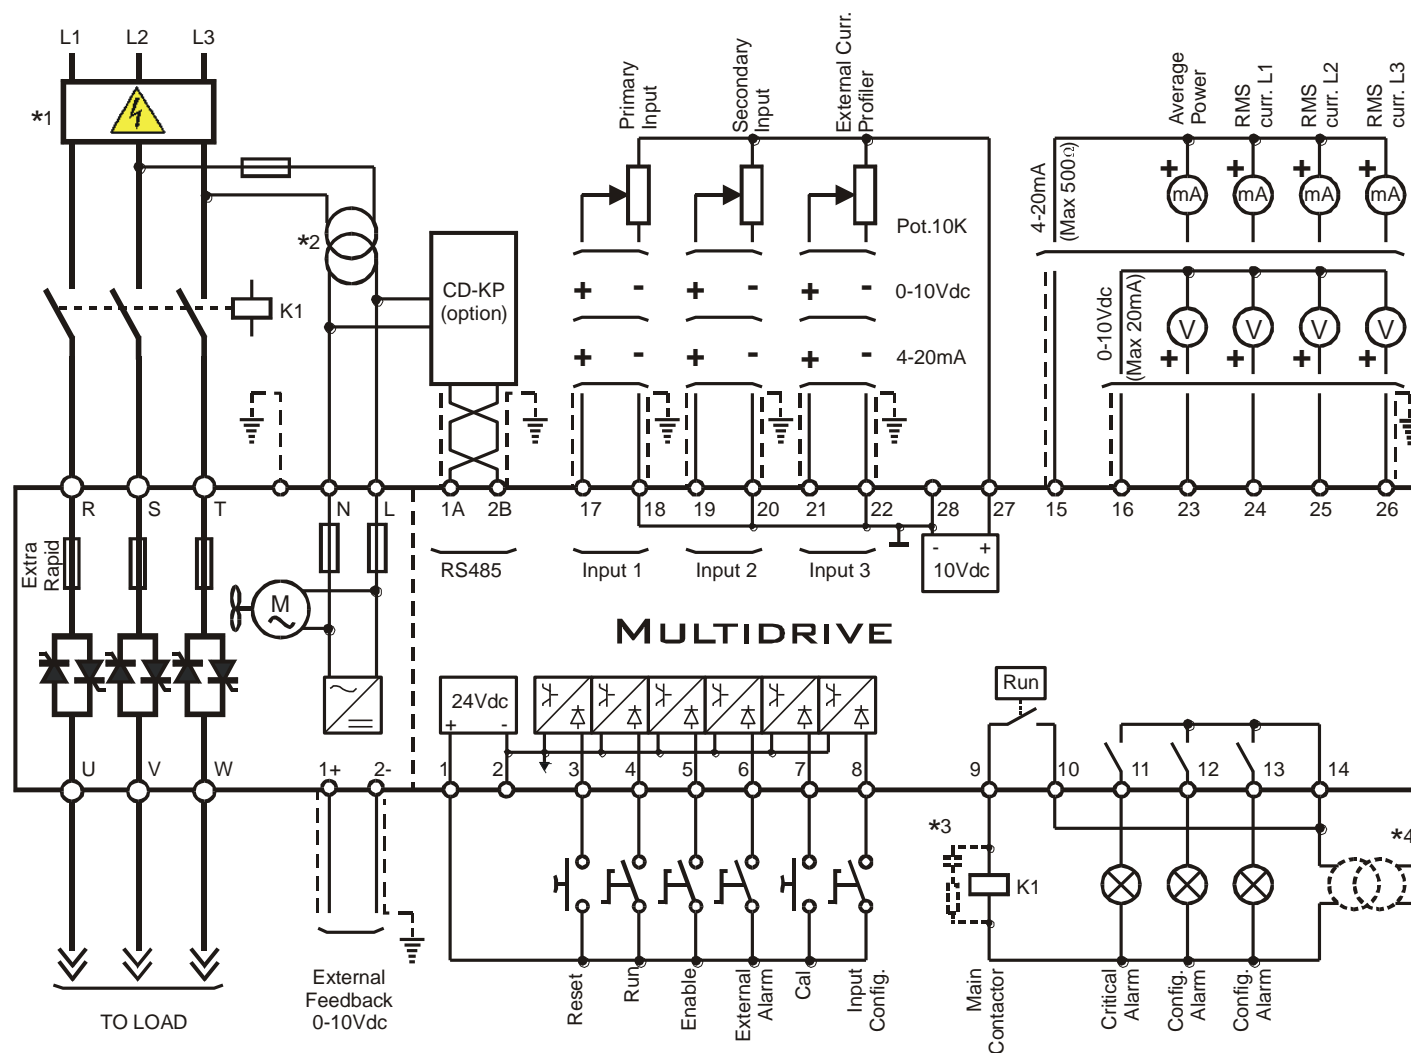 L1 L2 L3
*1
*2
K1
CD-KP
(option)
Primary
Input
Secondary
Input
External Curr.
Profiler
Pot.10K
+ - + - + - 0-10Vdc
+ - + - + - 4-20mA
4-20mA
(Max 500Ω)
0-10Vdc
(Max 20mA)
Average
Power
RMS
curr. L1
RMS
curr. L2
RMS
curr. L3
+ + + +
mA mA mA mA
V V V V
+ + + +
R S T N L 1A 2B 17 18 19 20 21 22 28 27 15 16 23 24 25 26
Extra
Rapid
RS485 Input 1 Input 2 Input 3
- +
10Vdc
M
MULTIDRIVE
24Vdc
+ -
Run
U V W 1+ 2- 1 2 3 4 5 6 7 8 9 10 11 12 13 14
*3
K1
*4
External
Feedback
0-10Vdc
TO LOAD
Reset
Run
Enable
External
Alarm
Cal
Input
Config.
Main
Contactor
Critical
Alarm
Config.
Alarm
Config.
Alarm